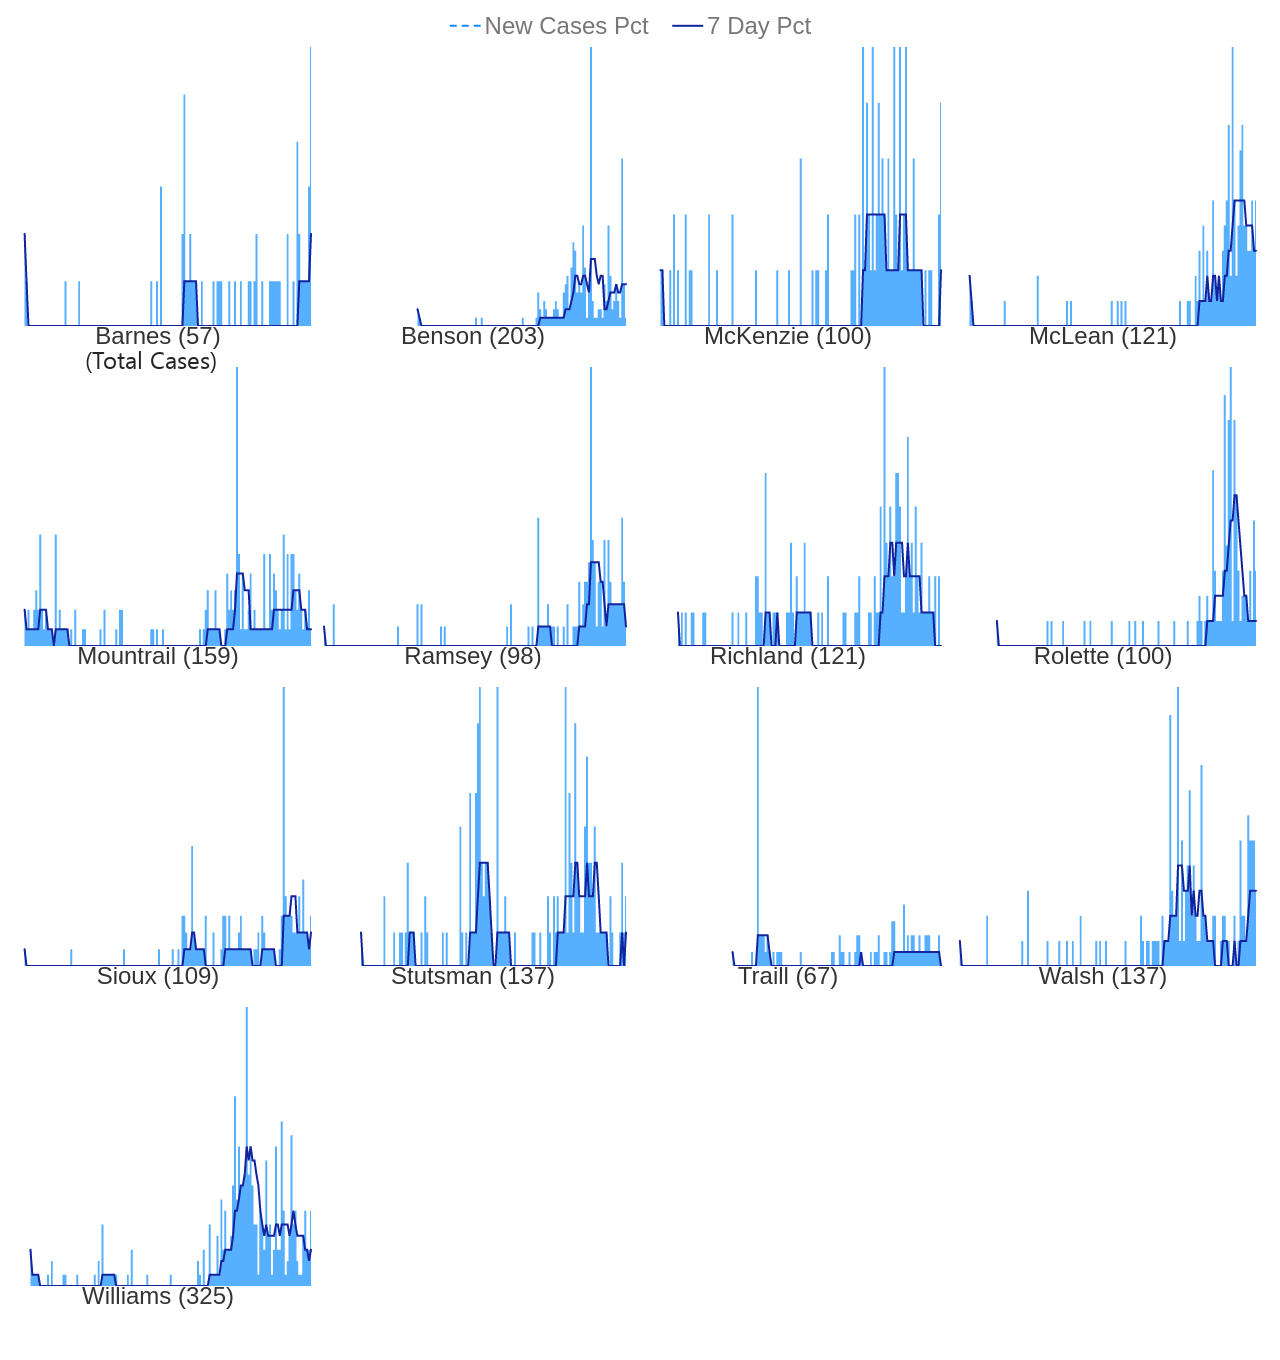 New Cases Pct 7 Day Pct
Barnes (57) Benson (203) McKenzie (100) McLean (121)
(Total Cases)
Mountrail (159) Ramsey (98) Richland (121) Rolette (100)
Sioux (109) Stutsman (137) Traill (67) Walsh (137)
Williams (325)